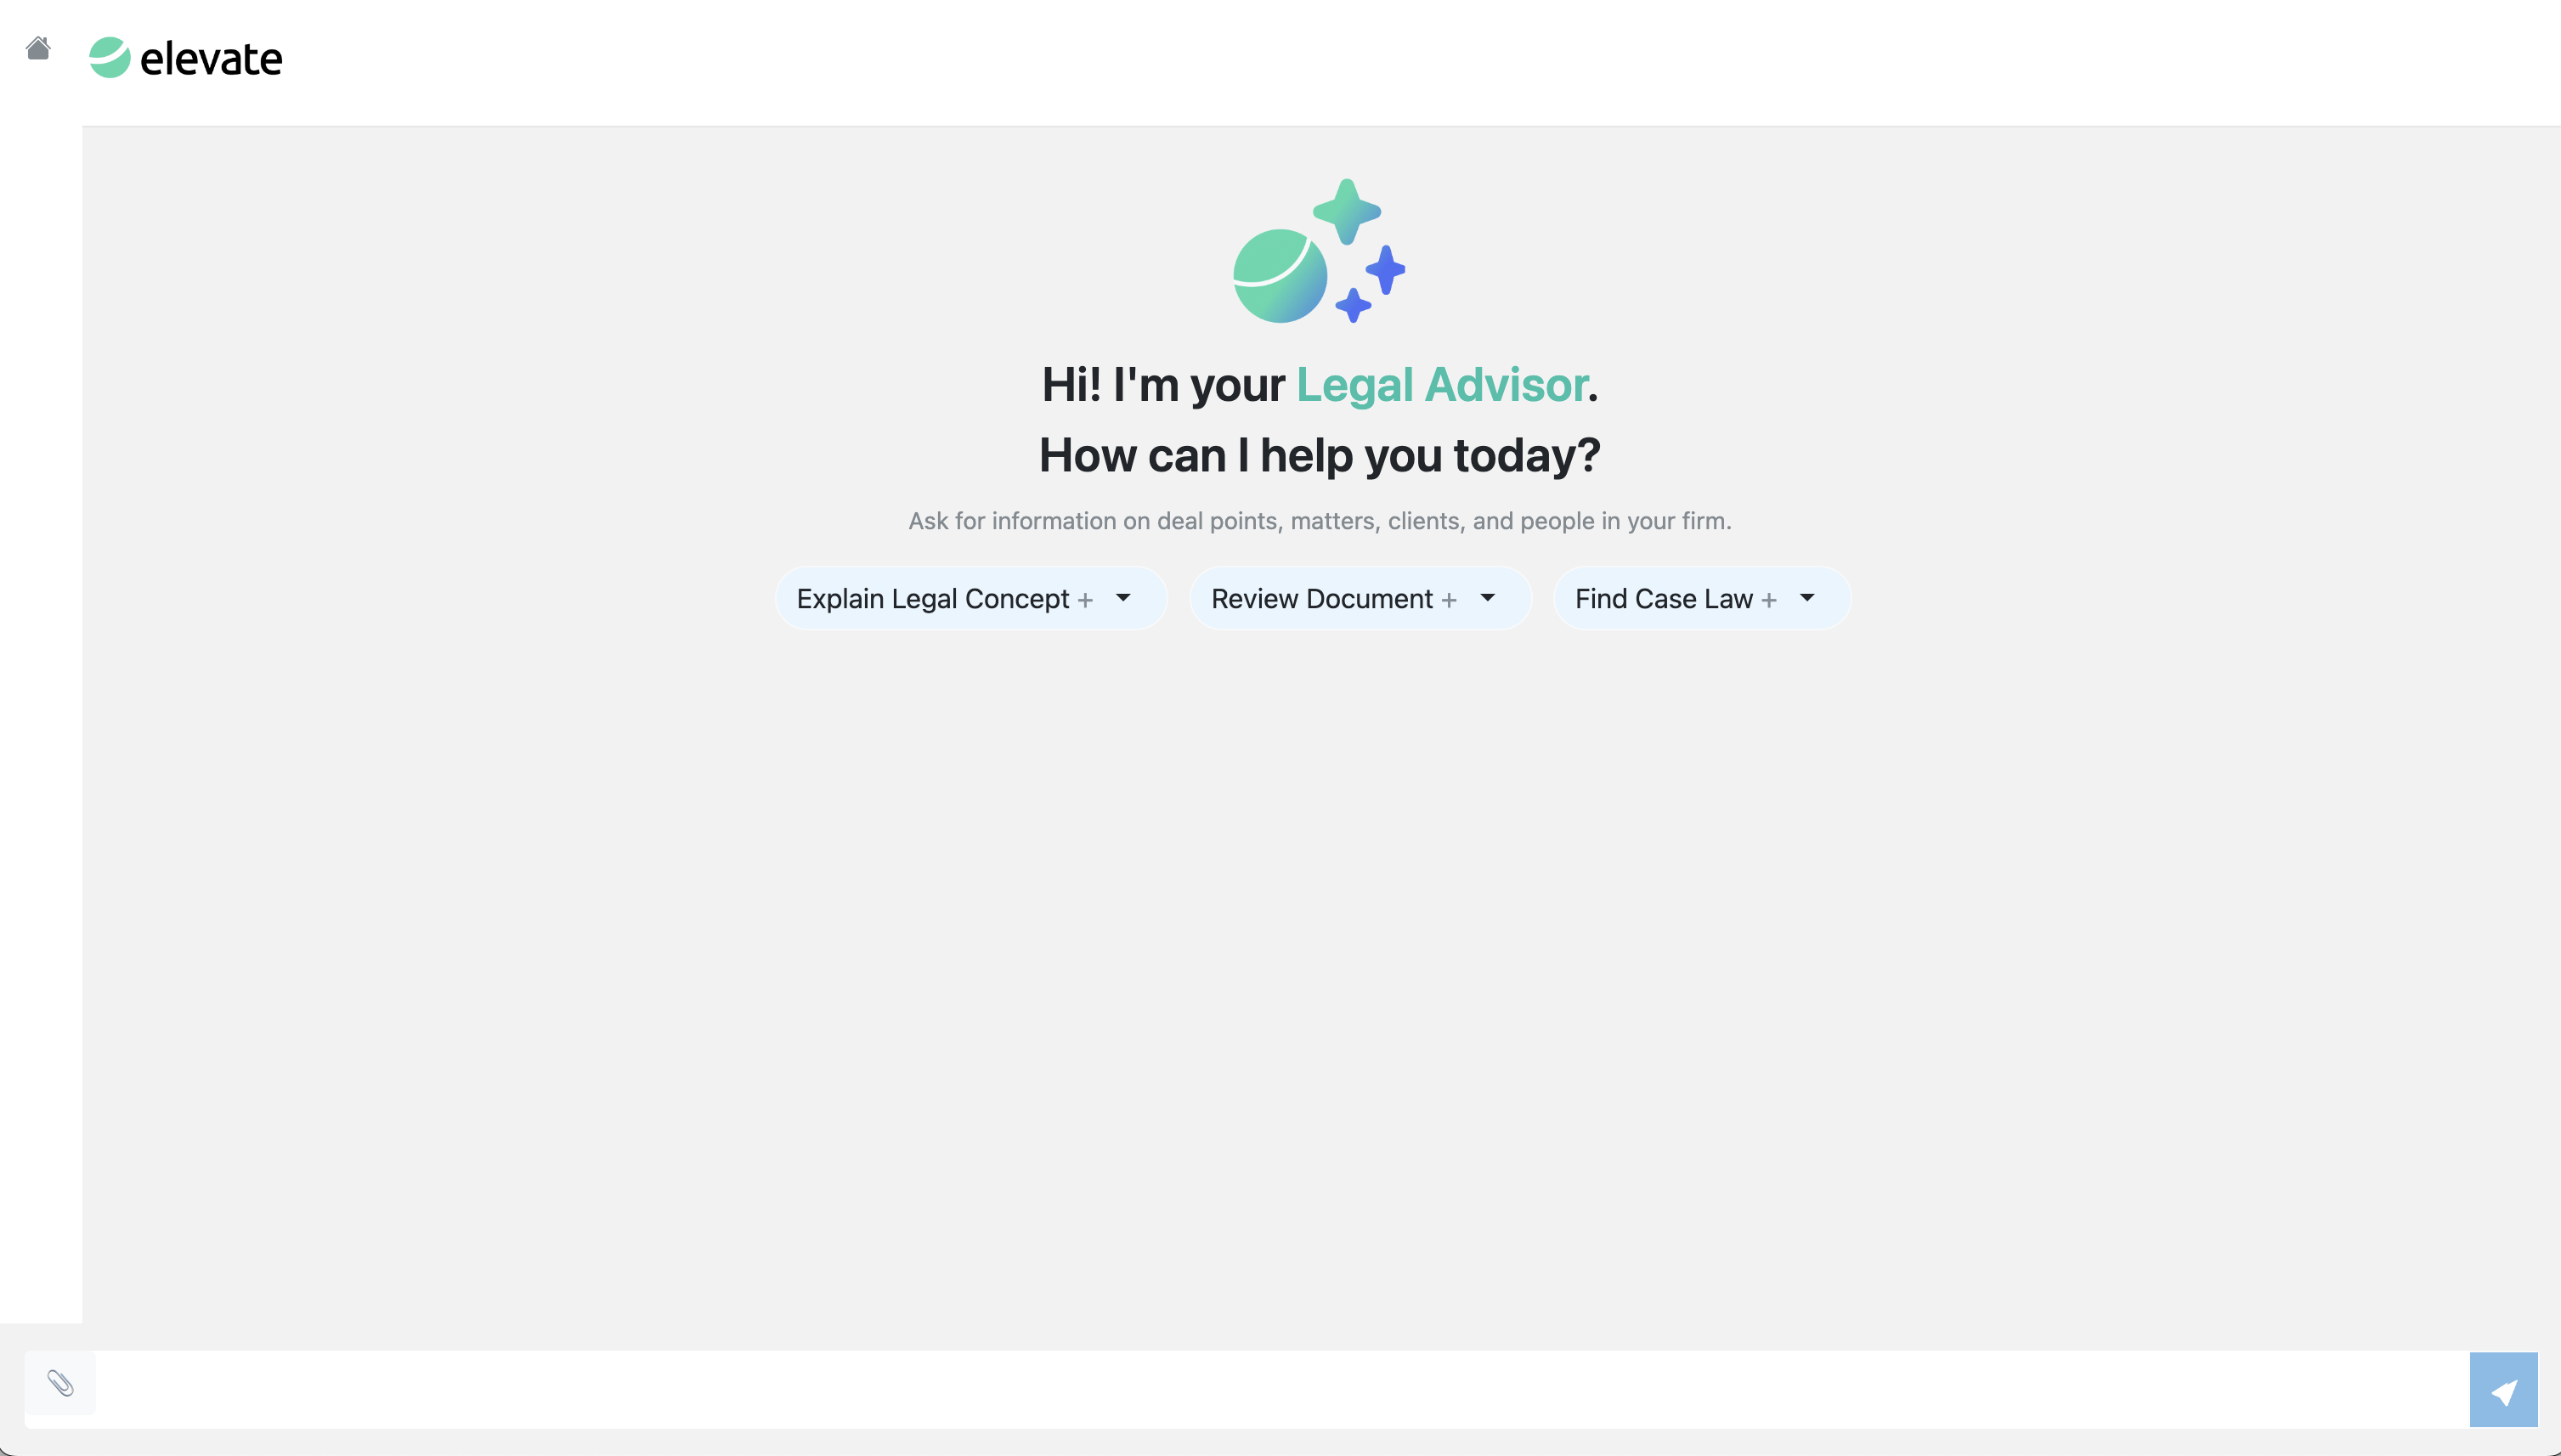 elevate
Hi! I'm your Legal Advisor.
How can I help you today?
Ask for information on deal points, matters, clients, and people in your firm.
Explain Legal Concept +
Review Document +
Find Case Law +